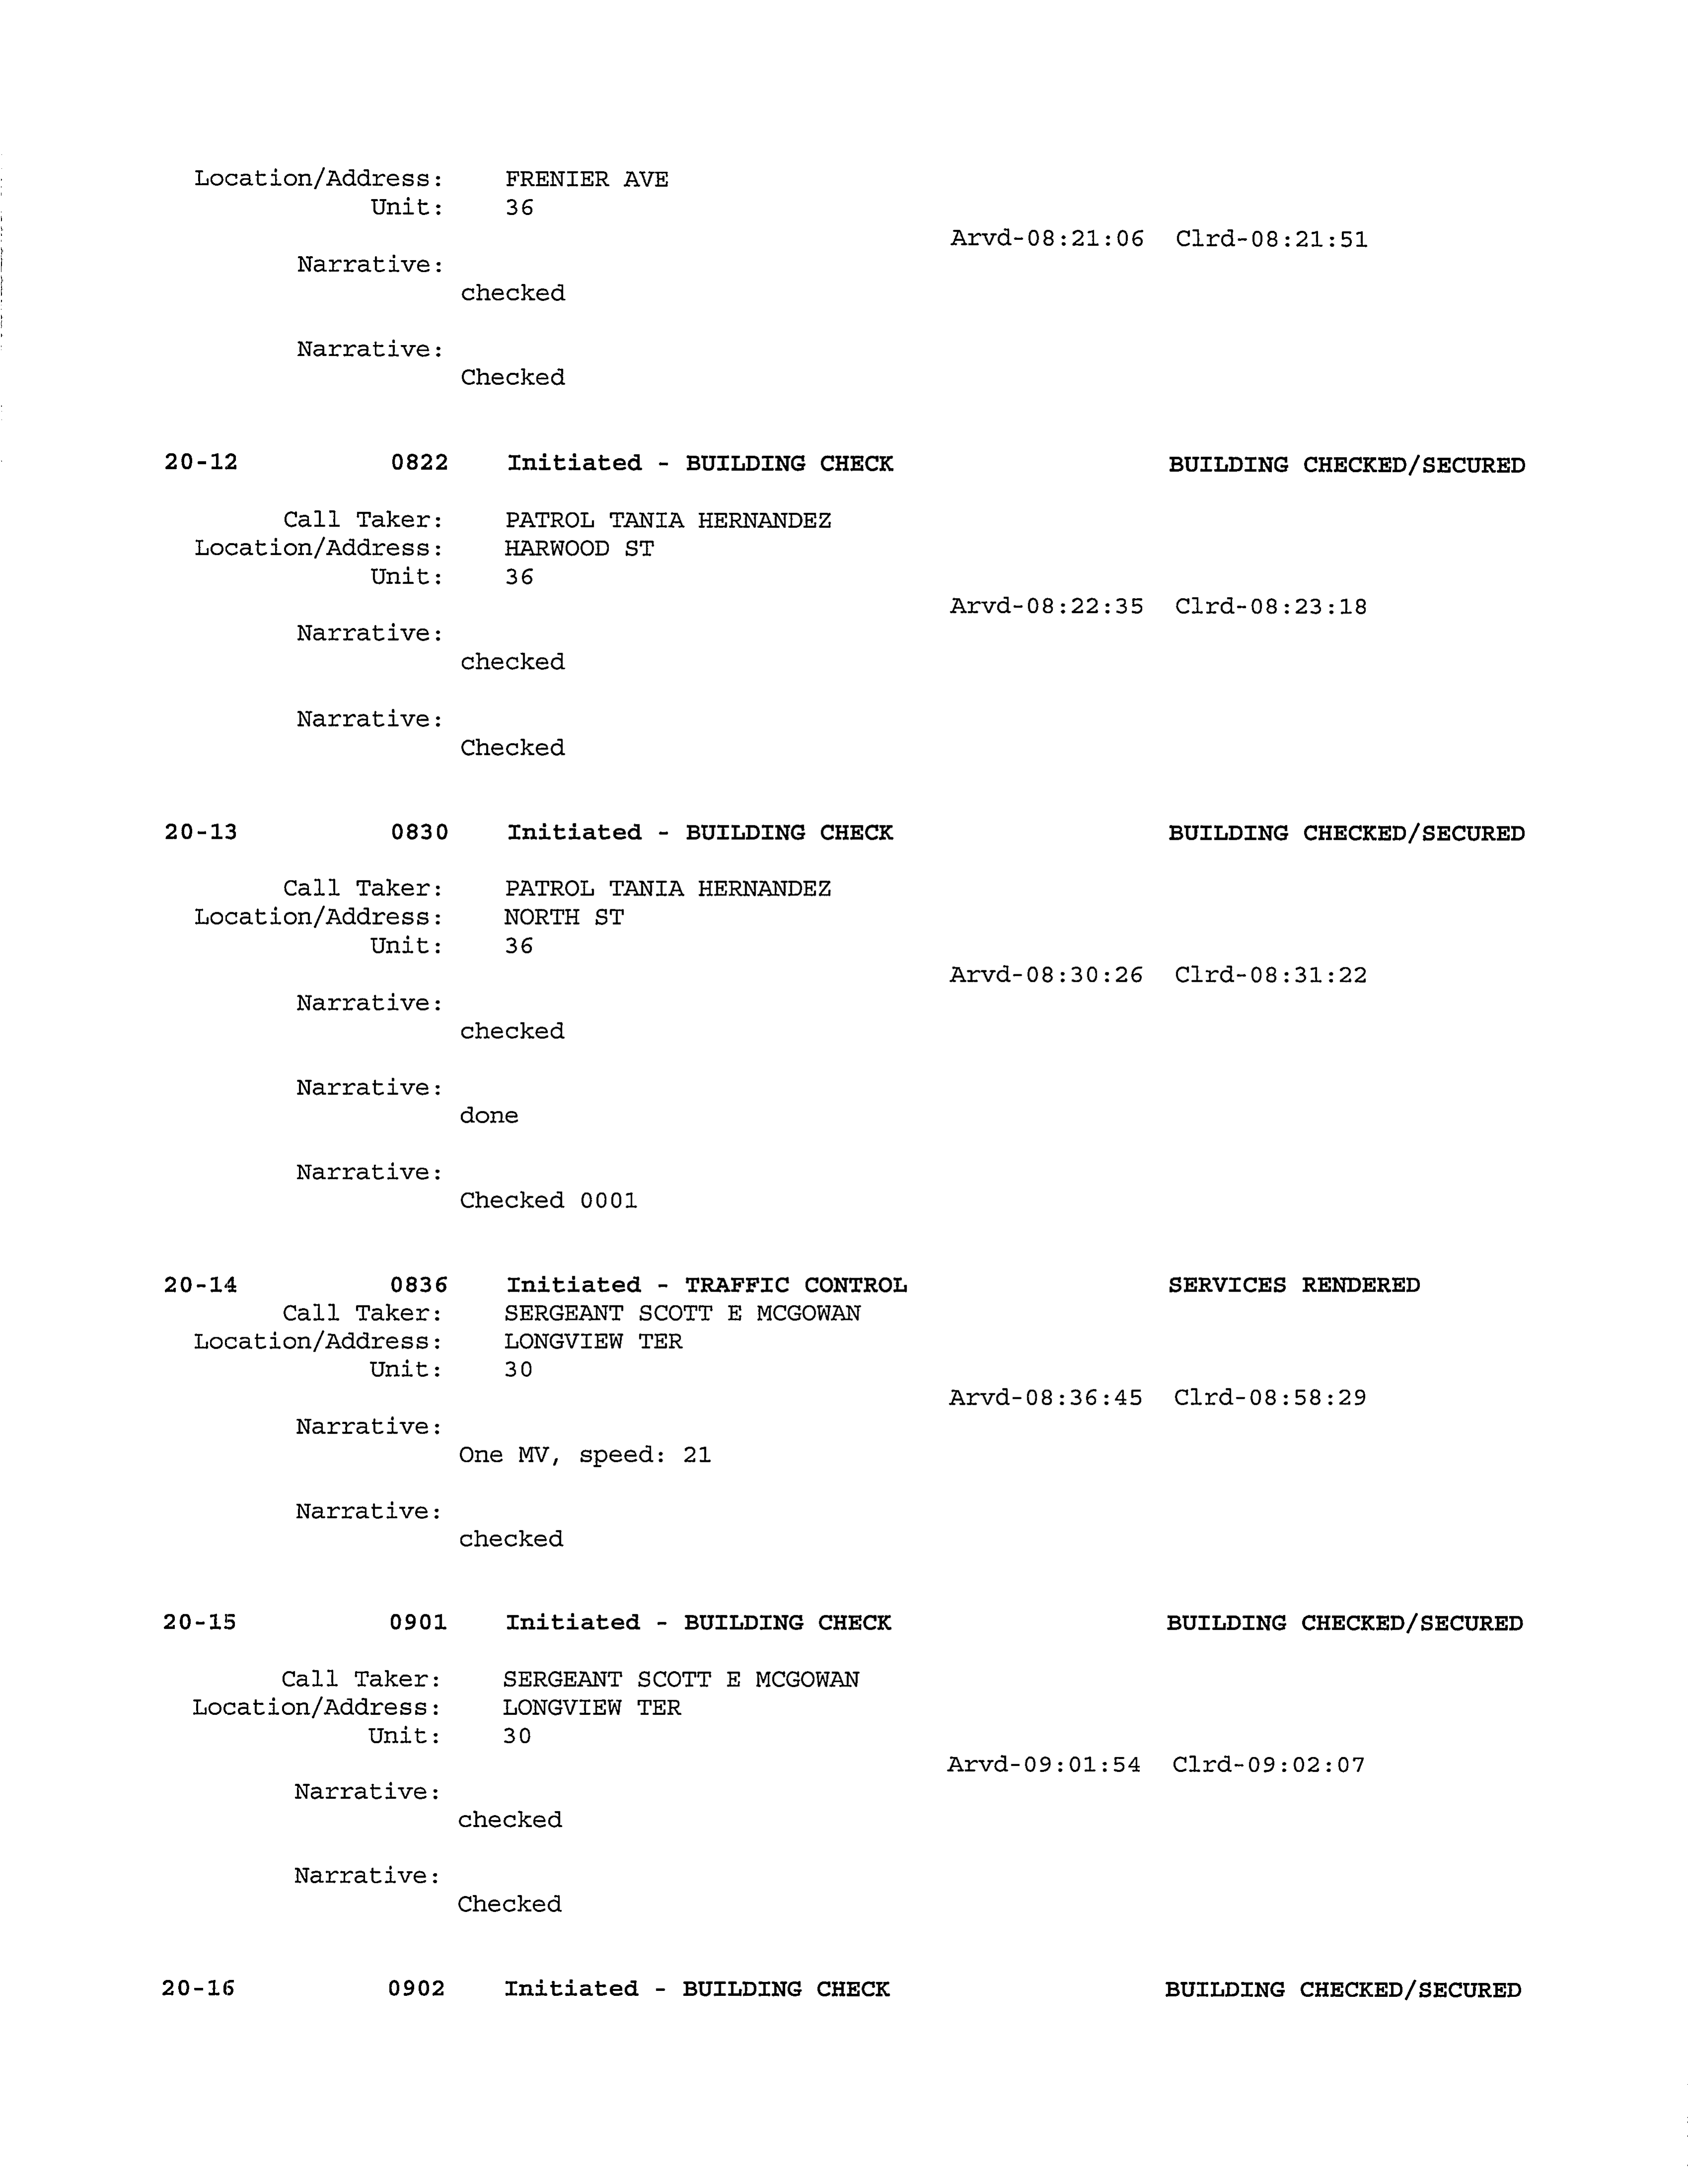 Location/Address: FRENIER AVE
Unit: 36
Arvd-08:21:06 Clrd-08:21:51
Narrative:
checked
Narrative:
Checked
20-12 0822 Initiated - BUILDING CHECK BUILDING CHECKED/SECURED
Call Taker: PATROL TANIA HERNANDEZ
Location/Address: HARWOOD ST
Unit: 36
Arvd-08:22:35 Clrd-08:23:18
Narrative:
checked
Narrative:
Checked
20-13 0830 Initiated - BUILDING CHECK BUILDING CHECKED/SECURED
Call Taker: PATROL TANIA HERNANDEZ
Location/Address: NORTH ST
Unit: 36
Arvd-08:30:26 Clrd-08:31:22
Narrative:
checked
Narrative:
done
Narrative:
Checked 0001
20-14 0836 Initiated - TRAFFIC CONTROL SERVICES RENDERED
Call Taker: SERGEANT SCOTT E MCGOWAN
Location/Address: LONGVIEW TER
Unit: 30
Arvd-08:36:45 Clrd-08:58:29
Narrative:
One MV, speed: 21
Narrative:
checked
20-15 0901 Initiated - BUILDING CHECK BUILDING CHECKED/SECURED
Call Taker: SERGEANT SCOTT E MCGOWAN
Location/Address: LONGVIEW TER
Unit: 30
Arvd-09:01:54 Clrd-09:02:07
Narrative:
checked
Narrative:
Checked
20-16 0902 Initiated - BUILDING CHECK BUILDING CHECKED/SECURED